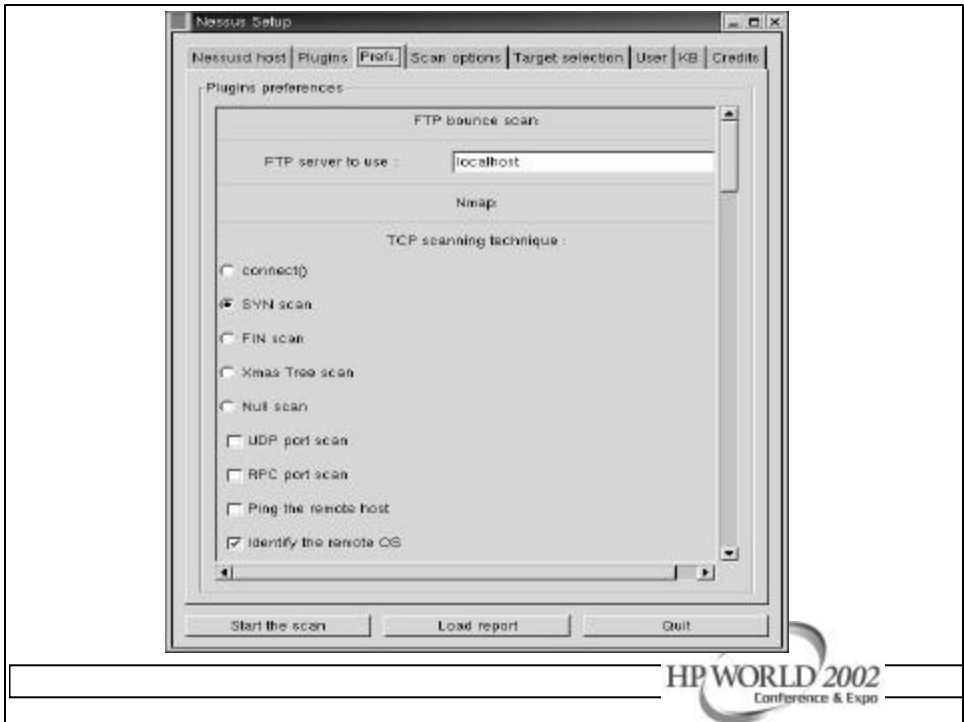 Nessus Setup
Nessusd host Plugins Prefs. Scan options Target selection User KB Credits
Plugins preferences
FTP bounce scan:
FTP server to use : localhost
Nmap:
TCP scanning technique :
connect()
SYN scan
FIN scan
Xmas Tree scan
Null scan
UDP port scan
RPC port scan
Ping the remote host
Identify the remote OS
Start the scan Load report Quit
HP WORLD 2002
Conference & Expo